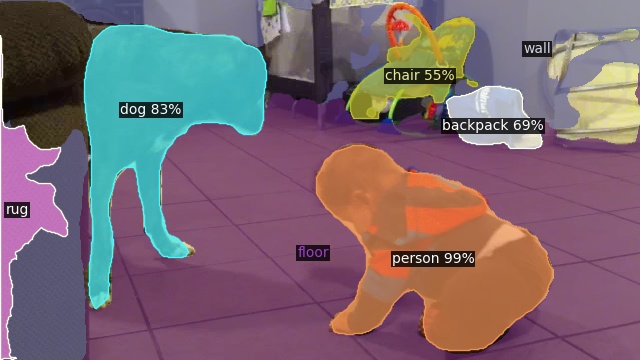 wall
chair 55%
dog 83%
backpack 69%
rug
floor
person 99%